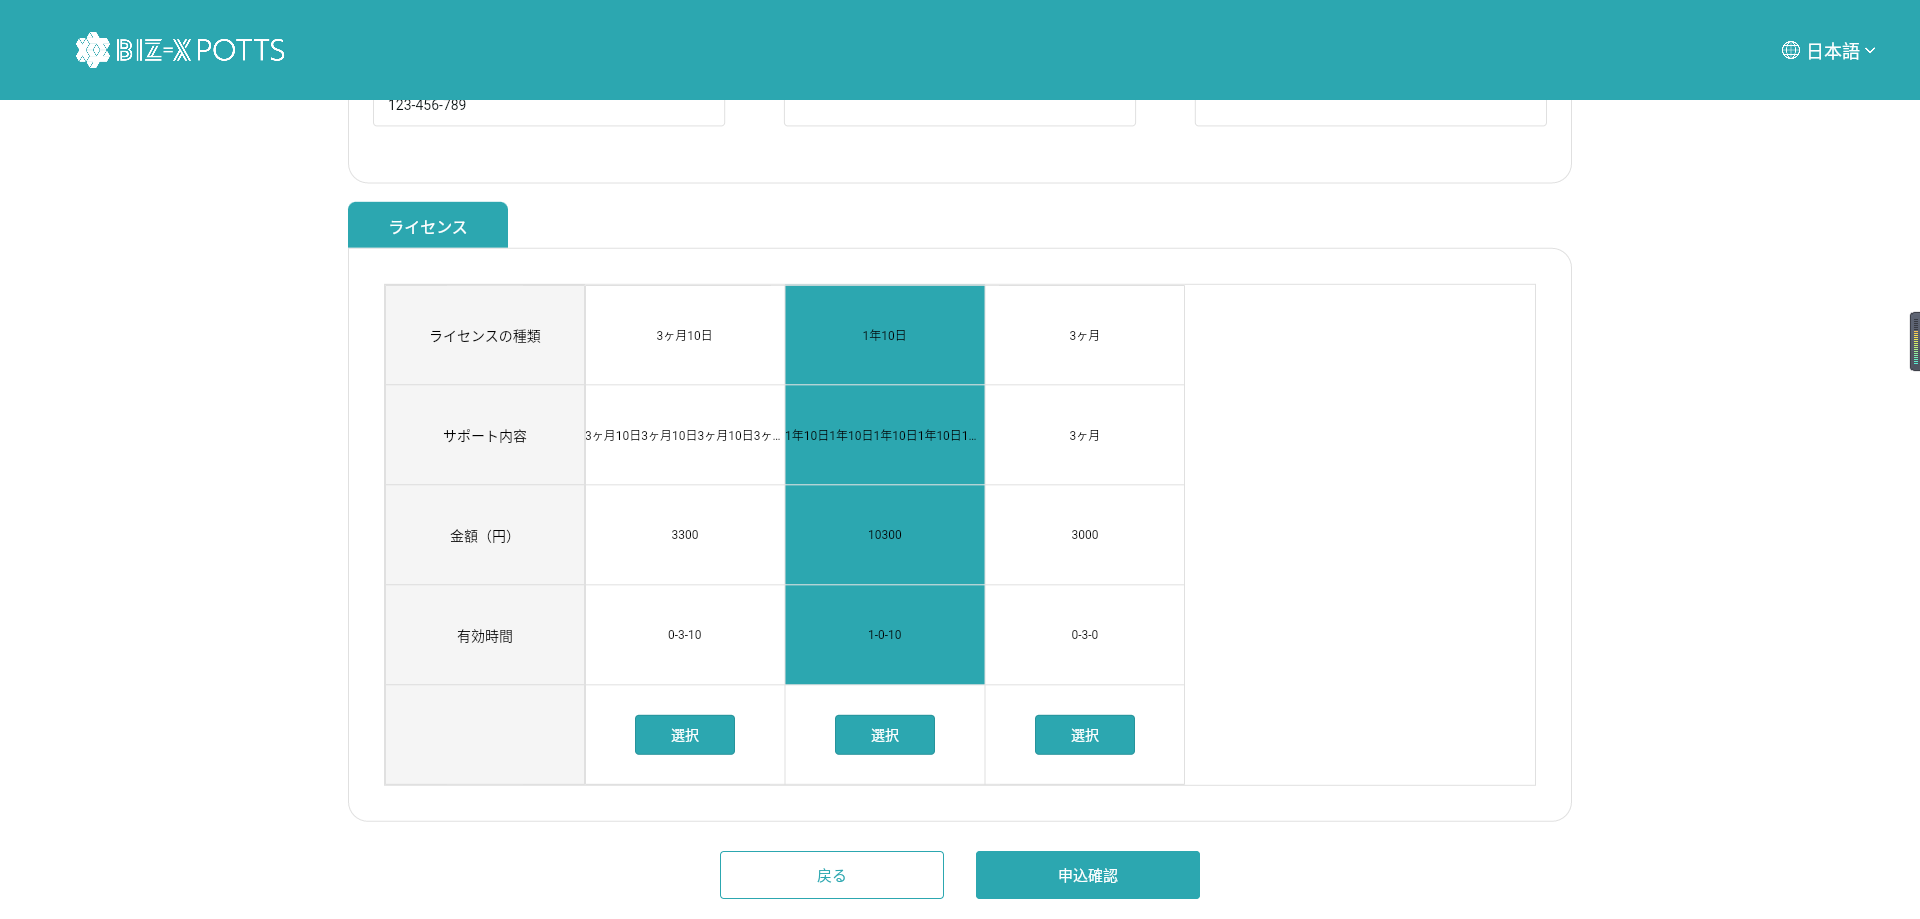 BIZ=X POTTS
日本語
123-456-789
ライセンス
ライセンスの種類 3ヶ月10日 1年10日 3ヶ月
サポート内容 3ヶ月10日3ヶ月10日3ヶ月10日3ヶ... 1年10日1年10日1年10日1年10日1... 3ヶ月
金額（円） 3300 10300 3000
有効時間 0-3-10 1-0-10 0-3-0
選択 選択 選択
戻る 申込確認